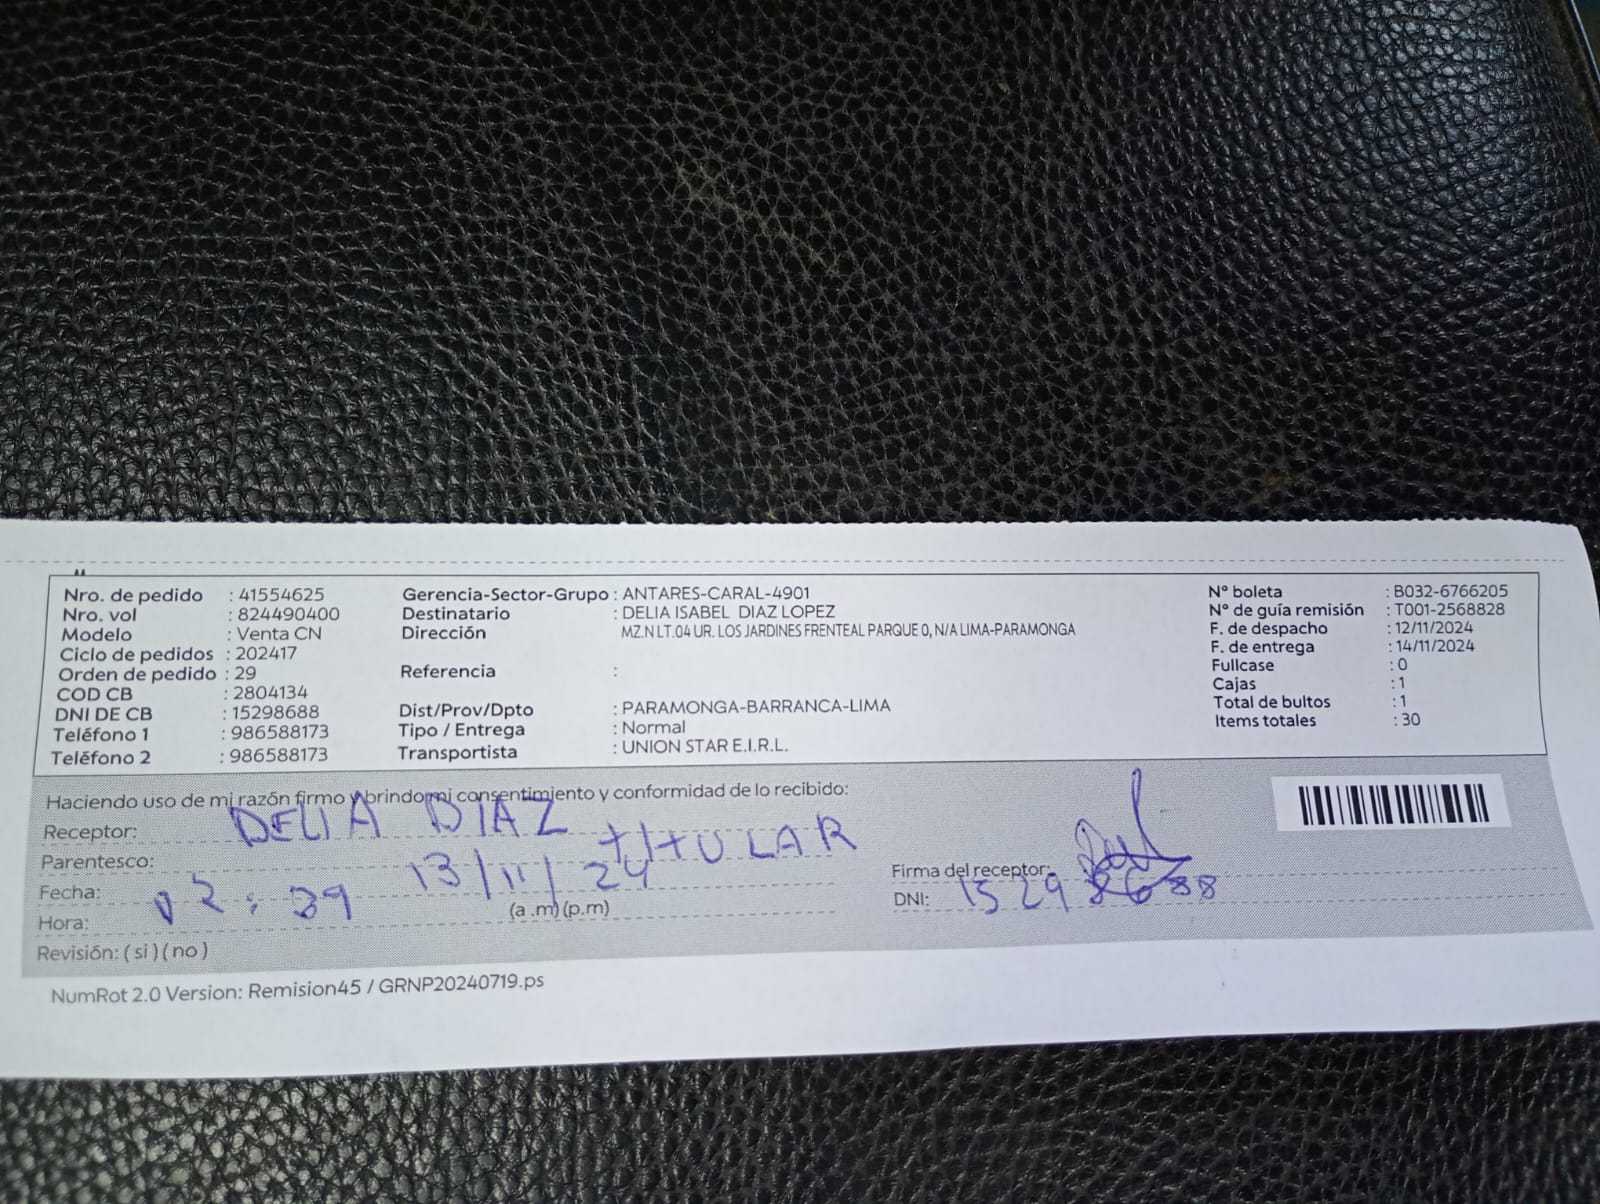 Nro. de pedido : 41554625 Gerencia-Sector-Grupo : ANTARES-CARAL-4901 N° boleta : B032-6766205
Nro. vol : 824490400 Destinatario : DELIA ISABEL DIAZ LOPEZ N° de guía remisión : T001-2568828
Modelo : Venta CN Dirección MZ.N LT.04 UR. LOS JARDINES FRENTEAL PARQUE 0, N/A LIMA-PARAMONGA F. de despacho : 12/11/2024
Ciclo de pedidos : 202417 F. de entrega : 14/11/2024
Orden de pedido : 29 Referencia : Fullcase : 0
COD CB : 2804134 Cajas : 1
DNI DE CB : 15298688 Dist/Prov/Dpto : PARAMONGA-BARRANCA-LIMA Total de bultos : 1
Teléfono 1 : 986588173 Tipo / Entrega : Normal Items totales : 30
Teléfono 2 : 986588173 Transportista : UNION STAR E.I.R.L.
Haciendo uso de mi razón firmo y brindo mi consentimiento y conformidad de lo recibido:
Receptor: DELIA DIAZ
Parentesco: titULAR
Fecha: 13/11/24 Firma del receptor:
Hora: 02:39 (a.m)(p.m) DNI: 15298688
Revisión: ( si ) ( no )
NumRot 2.0 Version: Remision45 / GRNP20240719.ps